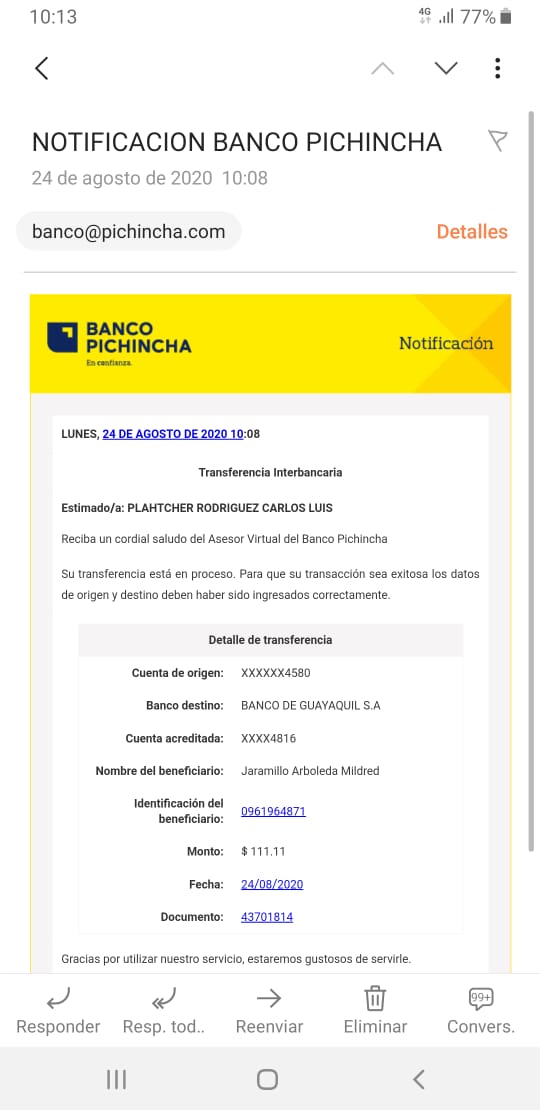 10:13
4G
77%
NOTIFICACION BANCO PICHINCHA
24 de agosto de 2020 10:08
banco@pichincha.com
Detalles
BANCO
PICHINCHA
En confianza.
Notificación
LUNES, 24 DE AGOSTO DE 2020 10:08
Transferencia Interbancaria
Estimado/a: PLAHTCHER RODRIGUEZ CARLOS LUIS
Reciba un cordial saludo del Asesor Virtual del Banco Pichincha
Su transferencia está en proceso. Para que su transacción sea exitosa los datos
de origen y destino deben haber sido ingresados correctamente.
Detalle de transferencia
Cuenta de origen: XXXXXX4580
Banco destino: BANCO DE GUAYAQUIL S.A
Cuenta acreditada: XXXX4816
Nombre del beneficiario: Jaramillo Arboleda Mildred
Identificación del
beneficiario: 0961964871
Monto: $ 111.11
Fecha: 24/08/2020
Documento: 43701814
Gracias por utilizar nuestro servicio, estaremos gustosos de servirle.
Responder
Resp. tod..
Reenviar
Eliminar
99+
Convers.